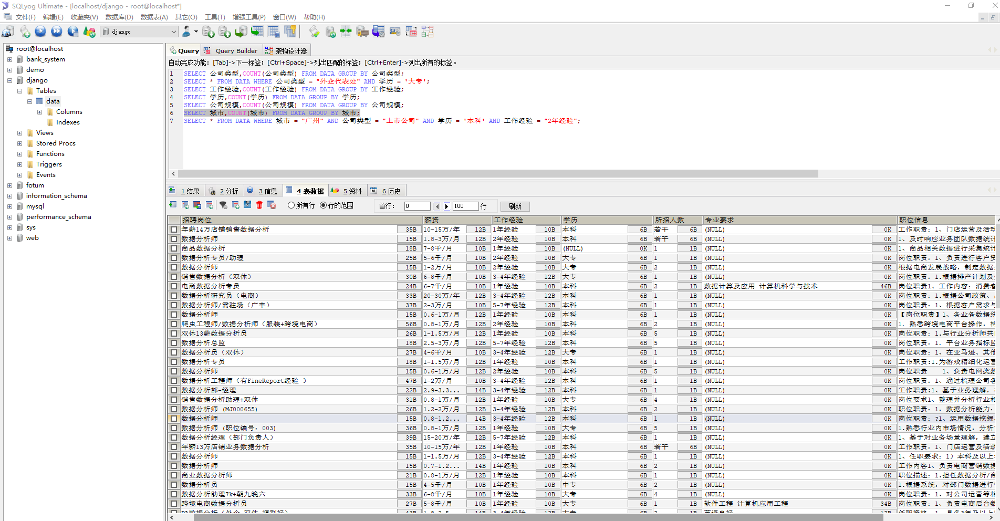 SQLyog Ultimate - [localhost/django - root@localhost*]
文件(F) 编辑(E) 收藏夹(V) 数据库(D) 数据表(A) 其它(O) 工具(T) 增强工具(P) 窗口(W) 帮助(H)
django
root@localhost
bank_system
demo
django
Tables
data
Columns
Indexes
Views
Stored Procs
Functions
Triggers
Events
fotum
information_schema
mysql
performance_schema
sys
web
Query Query Builder 架构设计器
自动完成功能: [Tab]->下一标签; [Ctrl+Space]->列出匹配的标签; [Ctrl+Enter]->列出所有的标签。
1 SELECT 公司类型,COUNT(公司类型) FROM DATA GROUP BY 公司类型;
2 SELECT * FROM DATA WHERE 公司类型 = "外企代表处" AND 学历 = '大专';
3 SELECT 工作经验,COUNT(工作经验) FROM DATA GROUP BY 工作经验;
4 SELECT 学历,COUNT(学历) FROM DATA GROUP BY 学历;
5 SELECT 公司规模,COUNT(公司规模) FROM DATA GROUP BY 公司规模;
6 SELECT 城市,COUNT(城市) FROM DATA GROUP BY 城市;
7 SELECT * FROM DATA WHERE 城市 = "广州" AND 公司类型 = "上市公司" AND 学历 = '本科' AND 工作经验 = "2年经验";
1 结果 2 分析 3 信息 4 表数据 5 资料 6 历史
所有行 行的范围 首行: 0 100 行 刷新
招聘岗位 薪资 工作经验 学历 所招人数 专业要求 职位信息
年薪14万店铺销售数据分析 35B 10-15万/年 12B 1年经验 10B 本科 6B 若干 6B (NULL) 0K 工作职责: 1、门店运营及活动
数据分析师 15B 1.8-3万/月 12B 2年经验 10B 本科 6B 若干 6B (NULL) 0K 1、及时响应业务团队数据统计
商品数据分析 18B 7-8千/月 10B 1年经验 10B (NULL) 0K 1 1B (NULL) 0K 1、商品相关数据进行采集统计
数据分析专员/助理 25B 5-6千/月 10B 2年经验 10B 大专 6B 1 1B (NULL) 0K 岗位职责: 1、负责进行客户资
数据分析师 15B 1-2万/月 10B 2年经验 10B 大专 6B 2 1B (NULL) 0K 根据电商发展战略, 制定数据
销售数据分析（双休） 30B 6-8千/月 10B 3-4年经验 12B 大专 6B 1 1B (NULL) 0K 岗位职责: 1.根据排产计划及
电商数据分析专员 24B 6-7千/月 10B 1年经验 10B 本科 6B 2 1B 数据计算及应用 计算机科学与技术 46B 岗位职责1、工作内容: 消费者
数据分析研究员（电商） 33B 20-30万/年 12B 3-4年经验 12B 本科 6B 1 1B (NULL) 0K 岗位职责: 1.根据公司政策、
数据分析师/需驻场（广丰） 37B 2-3万/月 10B 5-7年经验 12B 本科 6B 1 1B (NULL) 0K 岗位职责: 1、根据客户需求与
数据分析师 15B 0.6-1万/月 12B 1年经验 10B 本科 6B 1 1B (NULL) 0K 【岗位职责】1、各业务数据统
爬虫工程师/数据分析师（服装+跨境电商） 56B 0.8-1万/月 12B 2年经验 10B 本科 6B 2 1B (NULL) 0K 1. 熟悉跨境电商平台操作, 构
双休13薪数据分析员 26B 1-1.5万/月 12B 1年经验 10B 本科 6B 5 1B (NULL) 0K 岗位职责: 1.与行业分析师共
数据分析总监 18B 2.5-3万/月 12B 5-7年经验 12B 本科 6B 5 1B (NULL) 0K 岗位职责: 1. 平台业务指标监
数据分析员（双休） 27B 4-6千/月 10B 3-4年经验 12B 大专 6B 1 1B (NULL) 0K 岗位职责: 1、在亚马逊、其他
数据分析专员 18B 1-1.5万/月 12B 1年经验 10B 本科 6B 1 1B (NULL) 0K 工作职责:1.为游戏精细化运营
数据分析师 15B 0.6-1万/月 12B 2年经验 10B 本科 6B 5 1B (NULL) 0K 岗位职责 1、负责电网类数
数据分析工程师（有FineReport经验 ） 47B 1-2万/月 10B 3-4年经验 12B 本科 6B 1 1B (NULL) 0K 岗位职责: 1、通过梳理公司各
数据分析部-经理 22B 2.9-3.3... 14B 3-4年经验 12B 本科 6B 1 1B (NULL) 0K 工作职责:1、基于业务理解,
销售数据分析助理+双休 31B 0.8-1万/月 12B 1年经验 10B 大专 6B 4 1B (NULL) 0K 岗位要求1、整理并分析行业相
数据分析师 (MJ000655) 26B 1.2-2万/月 12B 3-4年经验 12B 本科 6B 2 1B (NULL) 0K 职位职责: 1, 数据分析能力:
数据分析师 15B 0.8-1.2... 14B 3-4年经验 12B 本科 6B 1 1B (NULL) 0K 岗位职责: ?1、运用数据挖掘
数据分析师 (职位编号: 003) 36B 0.8-1万/月 12B 1年经验 10B 大专 6B 5 1B (NULL) 0K 1.熟悉行业内市场情况, 分析
数据分析经理（部门负责人） 39B 15-20万/年 12B 5-7年经验 12B 本科 6B 1 1B (NULL) 0K 1、基于对业务场景理解, 建立
年薪13万店铺业务数据分析 35B 10-15万/年 12B 1年经验 10B 本科 6B 若干 6B (NULL) 0K 工作职责: 1、门店运营及活动
数据分析师 15B 1-1.5万/月 12B 3-4年经验 12B 本科 6B 1 1B (NULL) 0K 1、任职要求: 1）本科及以上
数据分析师 15B 0.7-1.2... 14B 1年经验 10B 本科 6B 2 1B (NULL) 0K 工作内容1、负责电商营销数据
商业数据分析师 21B 0.8-1万/月 12B 1年经验 10B 本科 6B 1 1B (NULL) 0K 职位描述: 1.担任数据分析/商
数据分析员 15B 4-5千/月 10B 1年经验 10B 中专 6B 2 1B (NULL) 0K 1.根据系统, 对部门数据进行
数据分析助理7k+朝九晚六 33B 6-8千/月 10B 1年经验 10B 大专 6B 4 1B (NULL) 0K 岗位职责: 1、对公司运营等相
跨境电商数据分析员 27B 5-8千/月 10B 1年经验 10B 大专 6B 1 1B 软件工程 计算机应用工程 34B 岗位职责: 1、负责电商后台数